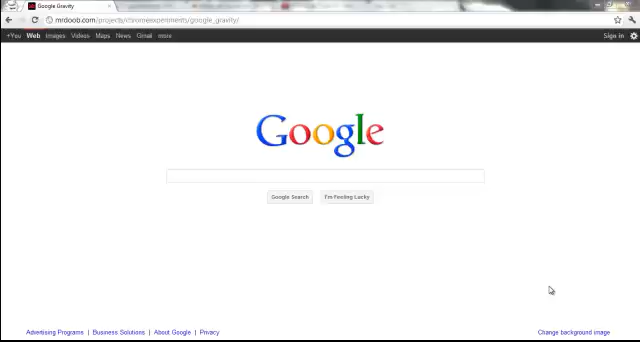 Google Gravity
mrdoob.com/projects/chromeexperiments/google_gravity/
+You Web Images Videos Maps News Gmail more Sign in
Google
Google Search I'm Feeling Lucky
Advertising Programs | Business Solutions | About Google | Privacy Change background image